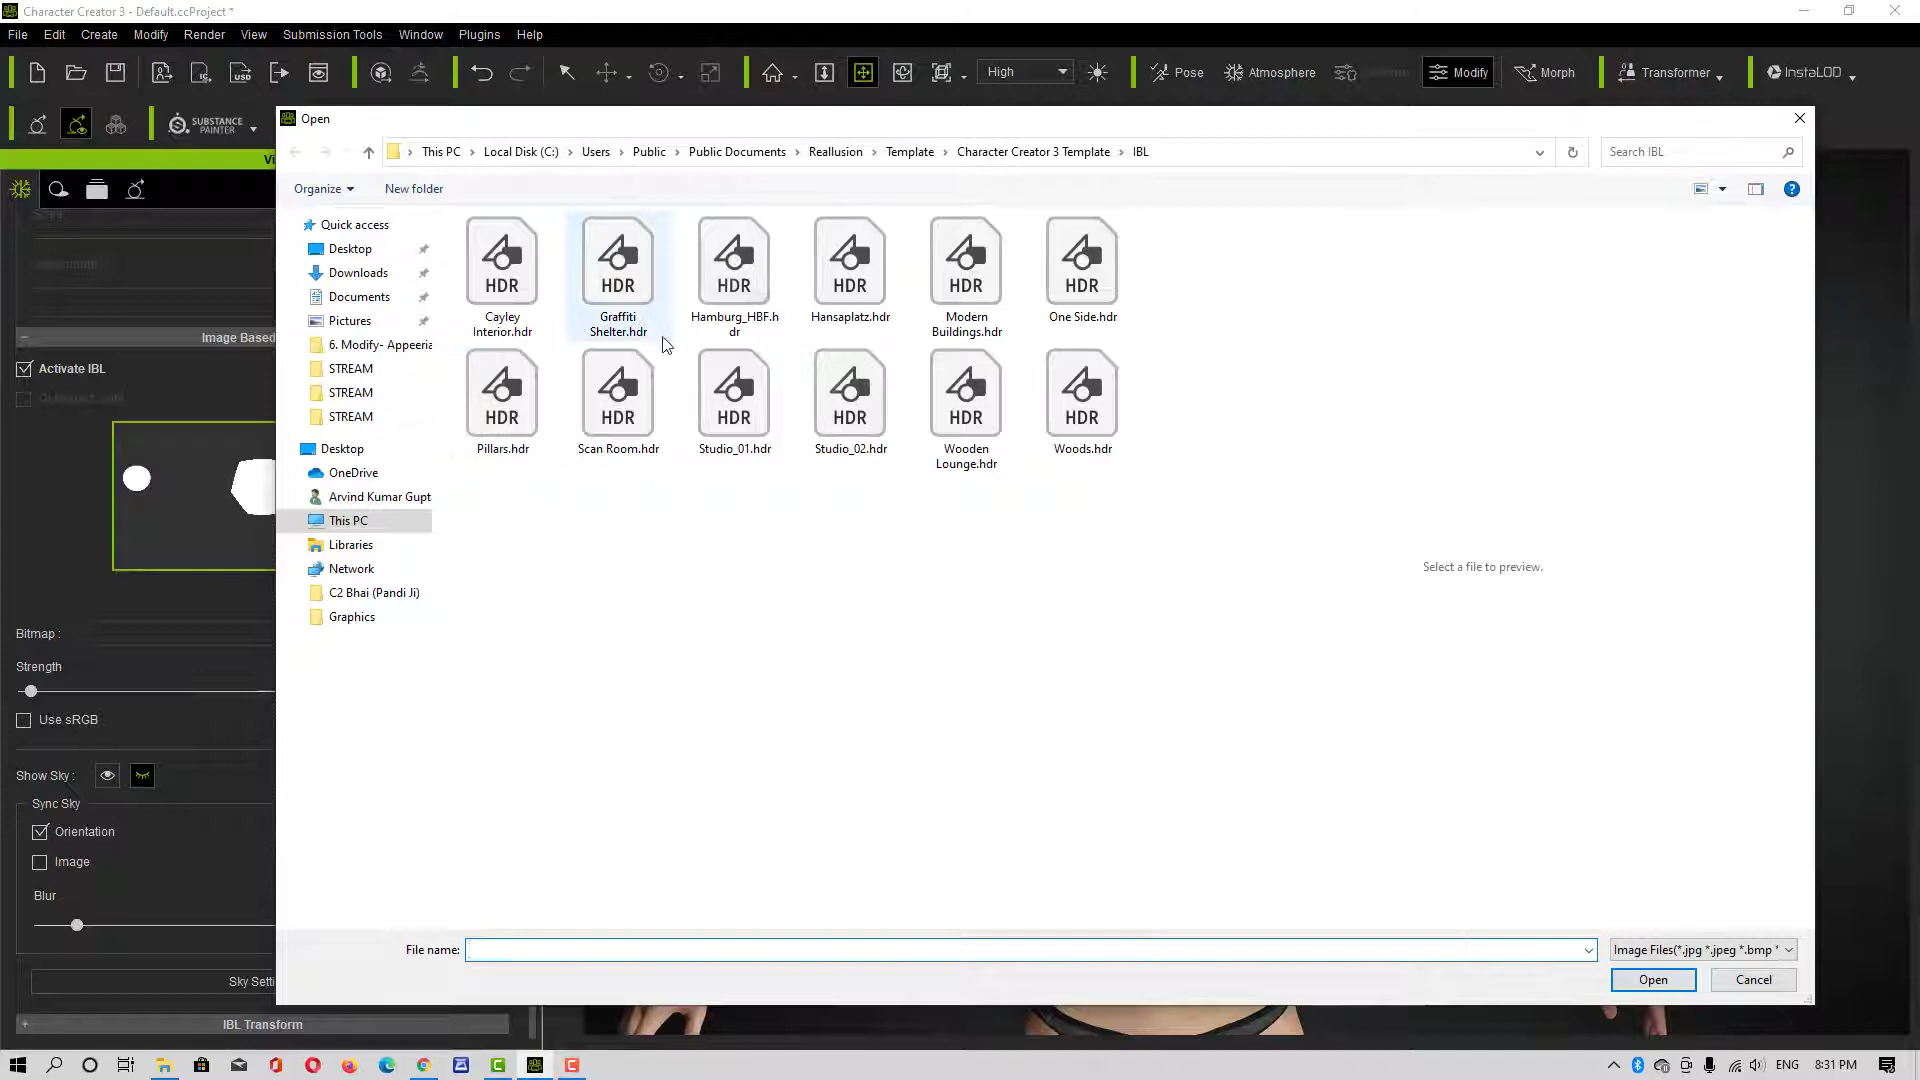 Character Creator 3 - Default.ccProject *
File Edit Create Modify Render View Submission Tools Window Plugins Help
High
Pose
Atmosphere
Modify
Morph
Transformer
InstaLOD
SUBSTANCE
PAINTER
Vi
Open
This PC > Local Disk (C:) > Users > Public > Public Documents > Reallusion > Template > Character Creator 3 Template > IBL
Search IBL
Organize
New folder
Quick access
Desktop
Downloads
Documents
Pictures
6. Modify- Appeeria
STREAM
STREAM
STREAM
Desktop
OneDrive
Arvind Kumar Gupt
This PC
Libraries
Network
C2 Bhai (Pandi Ji)
Graphics
HDR HDR HDR HDR HDR HDR
Cayley Interior.hdr
Graffiti Shelter.hdr
Hamburg_HBF.hdr
Hansaplatz.hdr
Modern Buildings.hdr
One Side.hdr
HDR HDR HDR HDR HDR HDR
Pillars.hdr
Scan Room.hdr
Studio_01.hdr
Studio_02.hdr
Wooden Lounge.hdr
Woods.hdr
Select a file to preview.
File name:
Image Files(*.jpg *.jpeg *.bmp *
Open
Cancel
Image Based
Activate IBL
Bitmap :
Strength
Use sRGB
Show Sky :
Sync Sky
Orientation
Image
Blur
Sky Setti
IBL Transform
ENG
8:31 PM